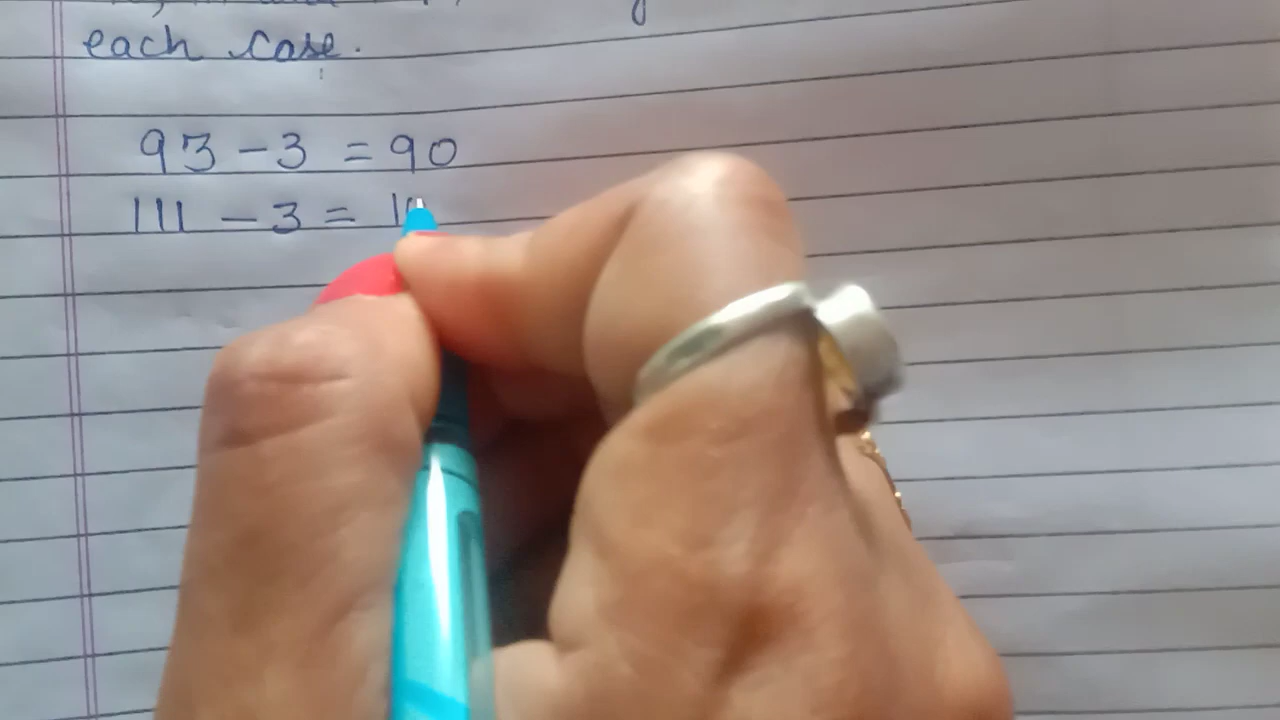 each case.
93 - 3 = 90
111 - 3 = 1